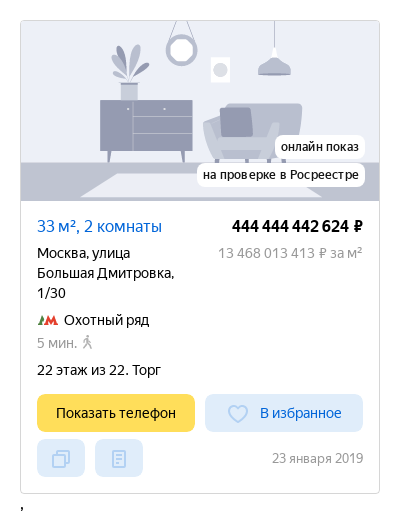 онлайн показ
на проверке в Росреестре
33 м², 2 комнаты
444 444 442 624 ₽
Москва, улица
Большая Дмитровка,
1/30
13 468 013 413 ₽ за м²
Охотный ряд
5 мин.
22 этаж из 22. Торг
Показать телефон
В избранное
23 января 2019
,